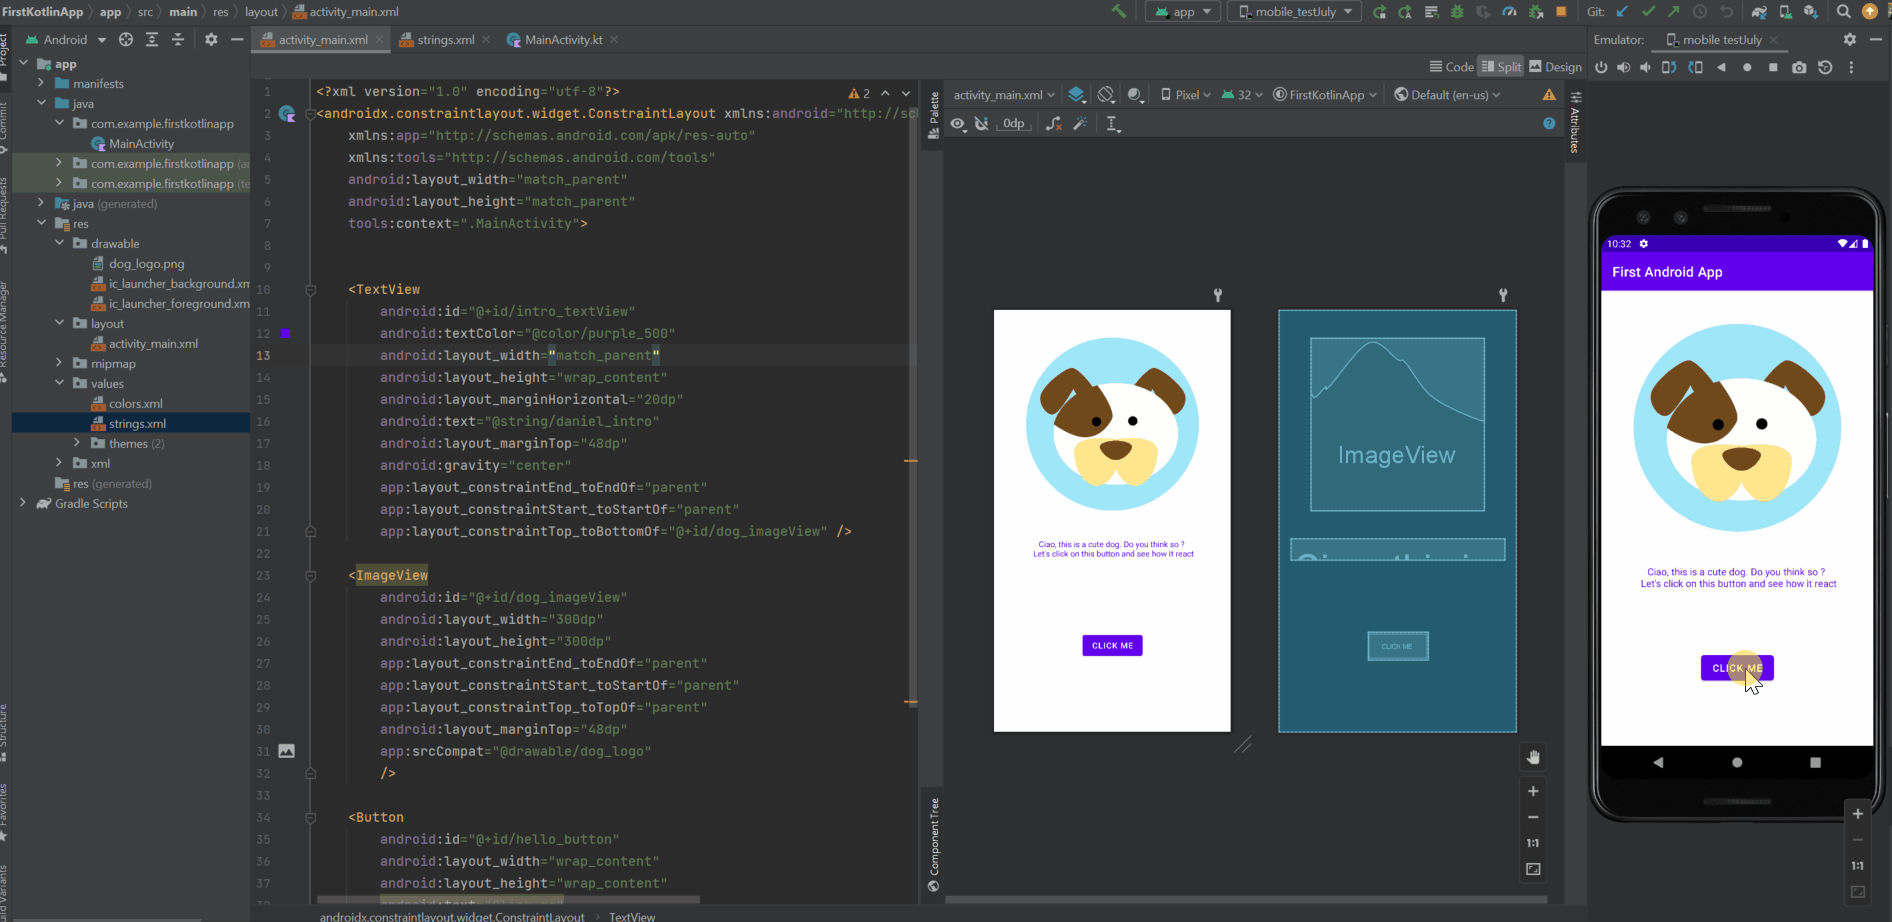 FirstKotlinApp app src main res layout activity_main.xml
app mobile_testJuly Git:
Android
activity_main.xml strings.xml MainActivity.kt
Emulator: mobile testJuly
Code Split Design
Project
Commit
Pull Requests
Resource Manager
Structure
Favorites
app
manifests
java
com.example.firstkotlinapp
MainActivity
com.example.firstkotlinapp
com.example.firstkotlinapp
java (generated)
res
drawable
dog_logo.png
ic_launcher_background.xm
ic_launcher_foreground.xm
layout
activity_main.xml
mipmap
values
colors.xml
strings.xml
themes (2)
xml
res (generated)
Gradle Scripts
2
1 <?xml version="1.0" encoding="utf-8"?>
2 <androidx.constraintlayout.widget.ConstraintLayout xmlns:android="http://sc
3 xmlns:app="http://schemas.android.com/apk/res-auto"
4 xmlns:tools="http://schemas.android.com/tools"
5 android:layout_width="match_parent"
6 android:layout_height="match_parent"
7 tools:context=".MainActivity">
8
9
10 <TextView
11 android:id="@+id/intro_textView"
12 android:textColor="@color/purple_500"
13 android:layout_width="match_parent"
14 android:layout_height="wrap_content"
15 android:layout_marginHorizontal="20dp"
16 android:text="@string/daniel_intro"
17 android:layout_marginTop="48dp"
18 android:gravity="center"
19 app:layout_constraintEnd_toEndOf="parent"
20 app:layout_constraintStart_toStartOf="parent"
21 app:layout_constraintTop_toBottomOf="@+id/dog_imageView" />
22
23 <ImageView
24 android:id="@+id/dog_imageView"
25 android:layout_width="300dp"
26 android:layout_height="300dp"
27 app:layout_constraintEnd_toEndOf="parent"
28 app:layout_constraintStart_toStartOf="parent"
29 app:layout_constraintTop_toTopOf="parent"
30 android:layout_marginTop="48dp"
31 app:srcCompat="@drawable/dog_logo"
32 />
33
34 <Button
35 android:id="@+id/hello_button"
36 android:layout_width="wrap_content"
37 android:layout_height="wrap_content"
androidx.constraintlayout.widget.ConstraintLayout TextView
Palette
Component Tree
activity_main.xml Pixel 32 FirstKotlinApp Default (en-us)
0dp
Attributes
Ciao, this is a cute dog. Do you think so ?
Let's click on this button and see how it react
CLICK ME
ImageView
CLICK ME
1:1
10:32
First Android App
Ciao, this is a cute dog. Do you think so ?
Let's click on this button and see how it react
CLICK ME
1:1